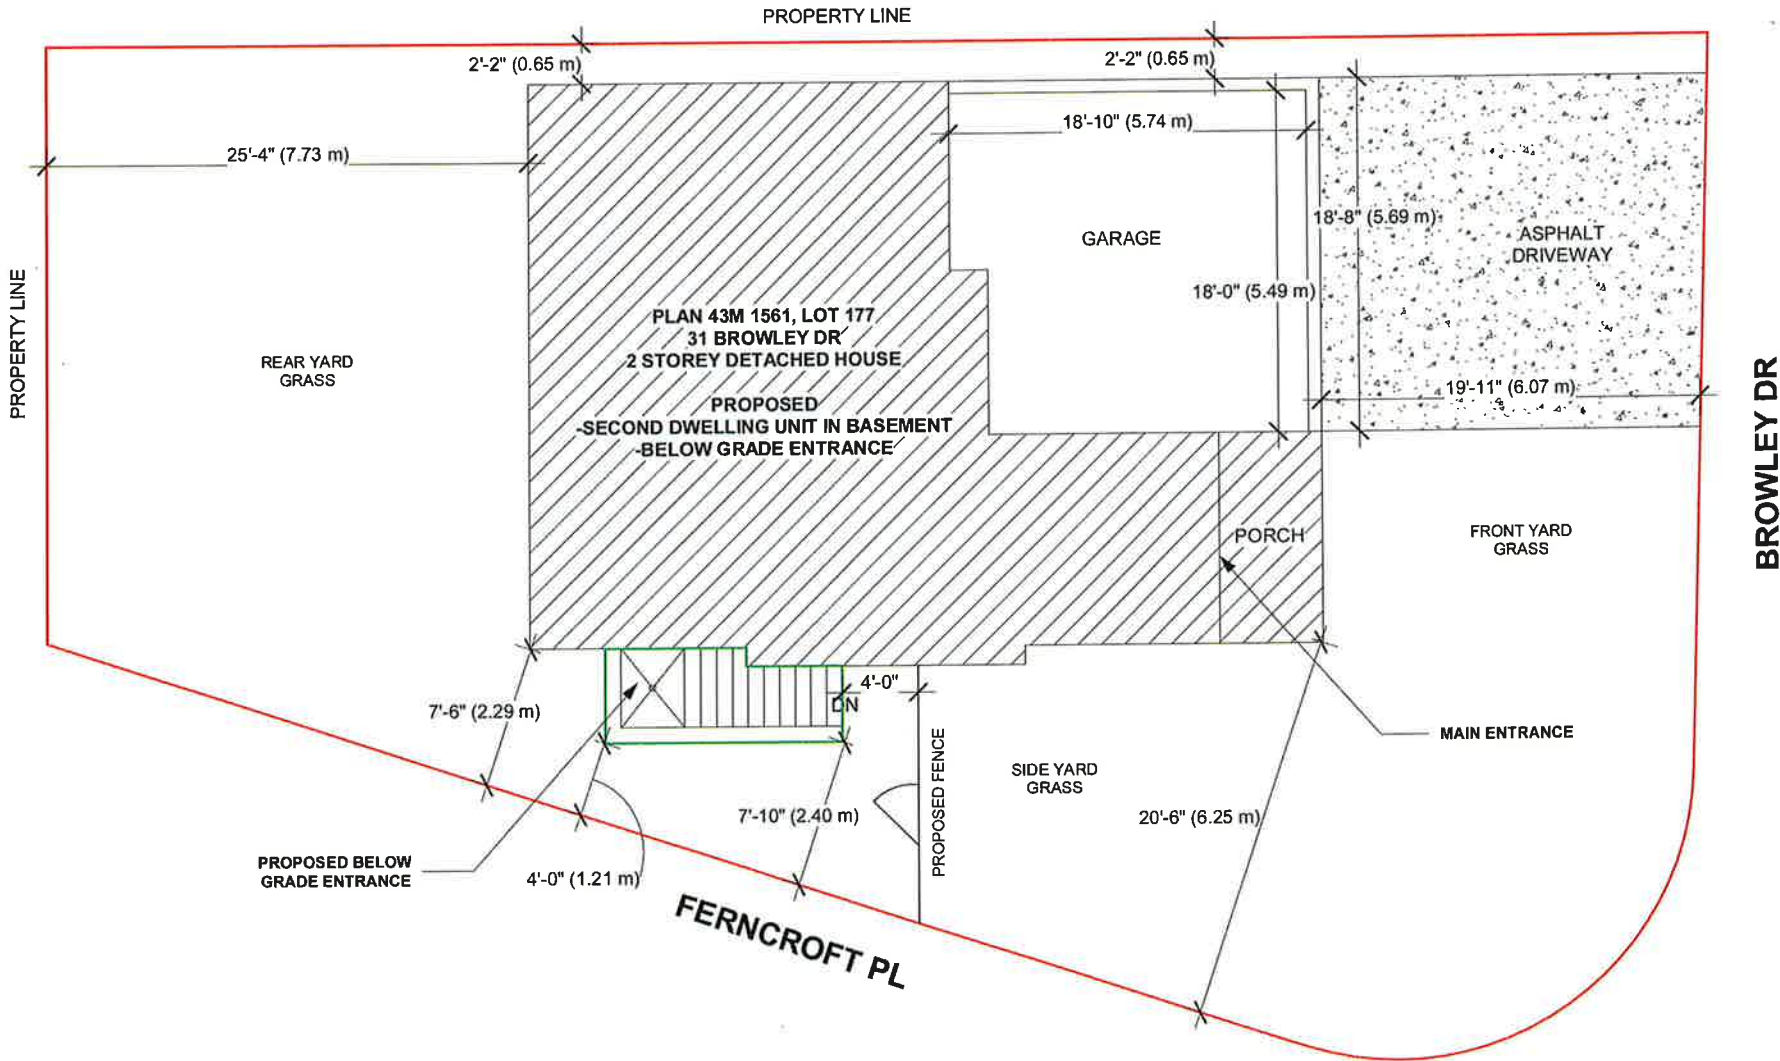 PROPERTY LINE
2'-2" (0.65 m)
2'-2" (0.65 m)
18'-10" (5.74 m)
25'-4" (7.73 m)
18'-8" (5.69 m)
GARAGE
ASPHALT
DRIVEWAY
18'-0" (5.49 m)
PROPERTY LINE
PLAN 43M 1561, LOT 177
31 BROWLEY DR
2 STOREY DETACHED HOUSE
REAR YARD
GRASS
19'-11" (6.07 m)
PROPOSED
-SECOND DWELLING UNIT IN BASEMENT
-BELOW GRADE ENTRANCE
BROWLEY DR
PORCH
FRONT YARD
GRASS
4'-0"
DN
7'-6" (2.29 m)
MAIN ENTRANCE
SIDE YARD
GRASS
PROPOSED FENCE
7'-10" (2.40 m)
20'-6" (6.25 m)
PROPOSED BELOW
GRADE ENTRANCE
4'-0" (1.21 m)
FERNCROFT PL